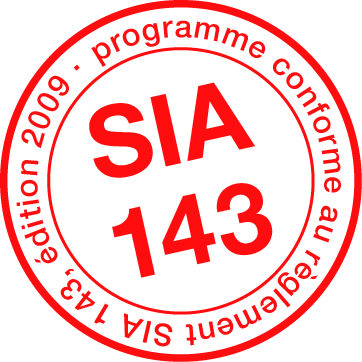 programme conforme au règlement SIA 143, édition 2009 ·
SIA
143